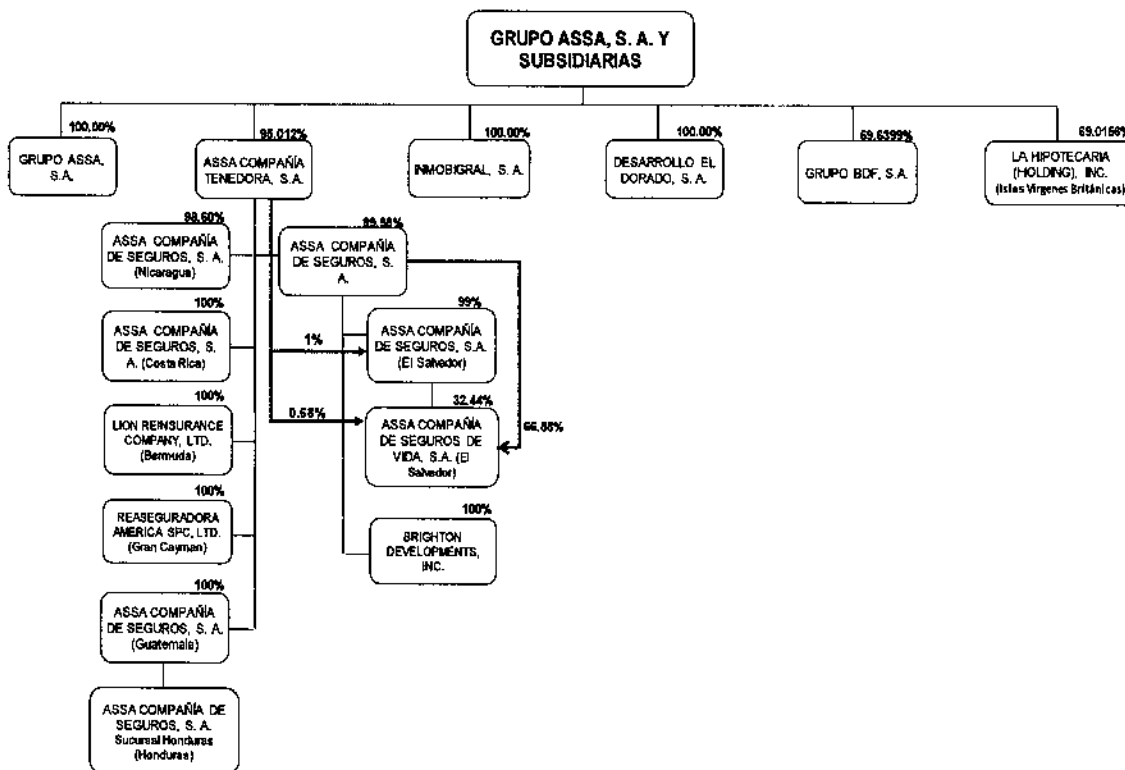 GRUPO ASSA, S. A. Y
SUBSIDIARIAS
100.00%
GRUPO ASSA,
S.A.
95.012%
ASSA COMPAÑÍA
TENEDORA, S.A.
100.00%
INMOBIGRAL, S. A.
100.00%
DESARROLLO EL
DORADO, S.A.
69.6399%
GRUPO BDF, S.A.
69.0156%
LA HIPOTECARIA
(HOLDING), INC.
(Islas Vírgenes Británicas)
98.60%
ASSA COMPAÑÍA
DE SEGUROS, S. A.
(Nicaragua)
99.98%
ASSA COMPAÑÍA
DE SEGUROS, S.
A.
100%
ASSA COMPAÑÍA
DE SEGUROS, S.
A. (Costa Rica)
1%
99%
ASSA COMPAÑÍA
DE SEGUROS, S.A.
(El Salvador)
100%
LION REINSURANCE
COMPANY, LTD.
(Bermuda)
0.68%
32.44%
ASSA COMPAÑÍA
DE SEGUROS DE
VIDA, S.A. (El
Salvador)
66.88%
100%
REASEGURADORA
AMERICA SPC, LTD.
(Gran Cayman)
100%
BRIGHTON
DEVELOPMENTS,
INC.
100%
ASSA COMPAÑÍA
DE SEGUROS, S. A.
(Guatemala)
ASSA COMPAÑÍA DE
SEGUROS, S. A.
Sucursal Honduras
(Honduras)